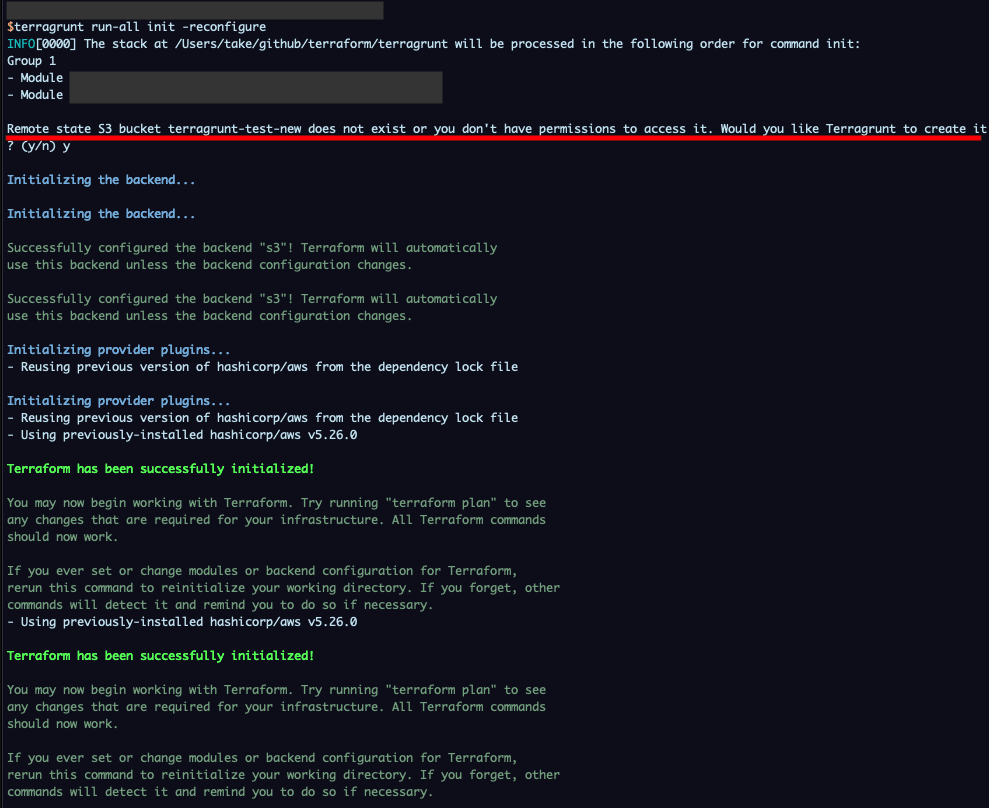 $terragrunt run-all init -reconfigure
INFO[0000] The stack at /Users/take/github/terraform/terragrunt will be processed in the following order for command init:
Group 1
- Module
- Module
Remote state S3 bucket terragrunt-test-new does not exist or you don't have permissions to access it. Would you like Terragrunt to create it
? (y/n) y
Initializing the backend...
Initializing the backend...
Successfully configured the backend "s3"! Terraform will automatically
use this backend unless the backend configuration changes.
Successfully configured the backend "s3"! Terraform will automatically
use this backend unless the backend configuration changes.
Initializing provider plugins...
- Reusing previous version of hashicorp/aws from the dependency lock file
Initializing provider plugins...
- Reusing previous version of hashicorp/aws from the dependency lock file
- Using previously-installed hashicorp/aws v5.26.0
Terraform has been successfully initialized!
You may now begin working with Terraform. Try running "terraform plan" to see
any changes that are required for your infrastructure. All Terraform commands
should now work.
If you ever set or change modules or backend configuration for Terraform,
rerun this command to reinitialize your working directory. If you forget, other
commands will detect it and remind you to do so if necessary.
- Using previously-installed hashicorp/aws v5.26.0
Terraform has been successfully initialized!
You may now begin working with Terraform. Try running "terraform plan" to see
any changes that are required for your infrastructure. All Terraform commands
should now work.
If you ever set or change modules or backend configuration for Terraform,
rerun this command to reinitialize your working directory. If you forget, other
commands will detect it and remind you to do so if necessary.